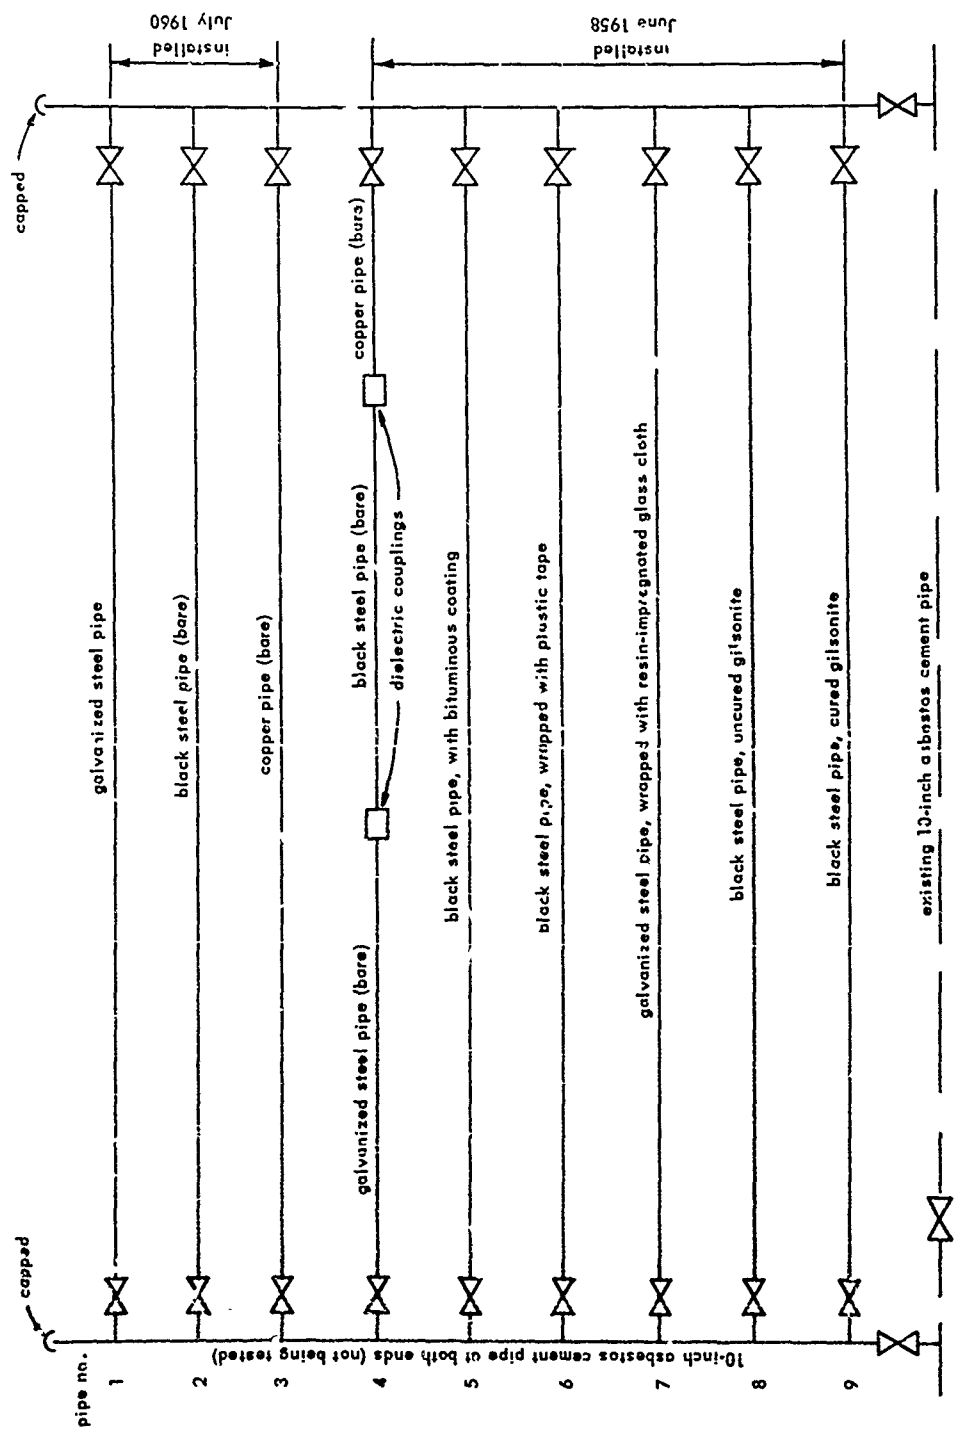 pipe no.
capped
capped
1
galvanized steel pipe
2
black steel pipe (bare)
3
copper pipe (bare)
installed
July 1960
4
galvanized steel pipe (bare)
black steel pipe (bare)
copper pipe (bare)
dielectric couplings
5
black steel pipe, with bituminous coating
6
black steel pipe, wrapped with plastic tape
7
galvanized steel pipe, wrapped with resin-impregnated glass cloth
8
black steel pipe, uncured gilsonite
9
black steel pipe, cured gilsonite
installed
June 1958
10-inch asbestos cement pipe at both ends (not being tested)
existing 10-inch asbestos cement pipe